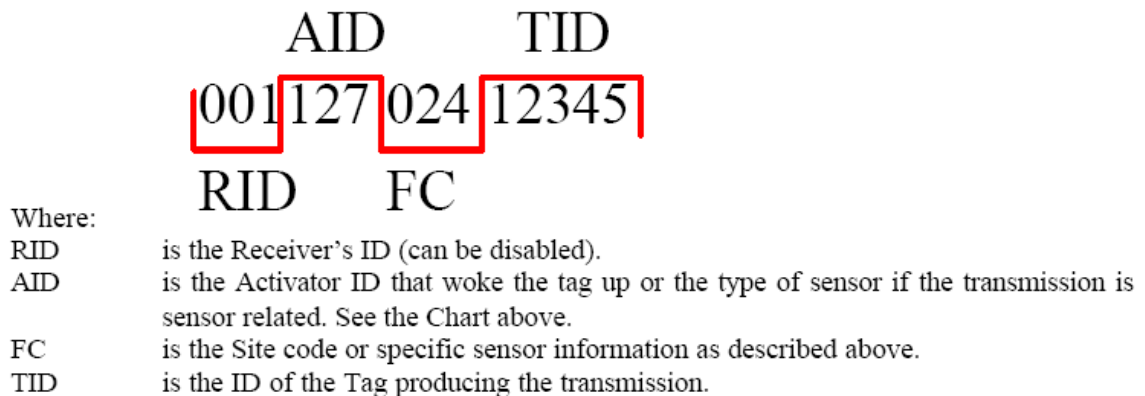 AID TID
001127 024 12345
RID FC
Where:
RID is the Receiver’s ID (can be disabled).
AID is the Activator ID that woke the tag up or the type of sensor if the transmission is
sensor related. See the Chart above.
FC is the Site code or specific sensor information as described above.
TID is the ID of the Tag producing the transmission.